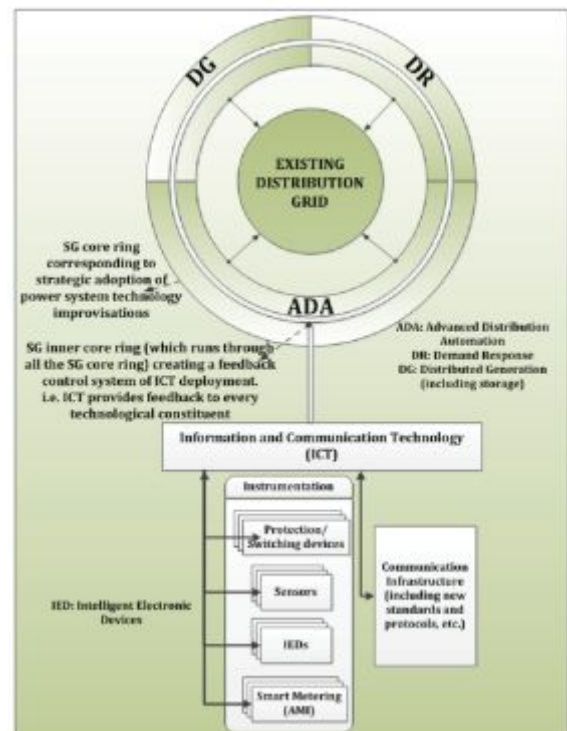 DG
DR
EXISTING
DISTRIBUTION
GRID
ADA
SG core ring
corresponding to
strategic adoption of
power system technology
improvisations
SG inner core ring (which runs through
all the SG core ring) creating a feedback
control system of ICT deployment.
i.e. ICT provides feedback to every
technological constituent
ADA: Advanced Distribution
Automation
DR: Demand Response
DG: Distributed Generation
(including storage)
Information and Communication Technology
(ICT)
Instrumentation
Protection/
Switching devices
Sensors
IEDs
Smart Metering
(AMI)
IED: Intelligent Electronic
Devices
Communication
Infrastructure
(including new
standards and
protocols, etc.)